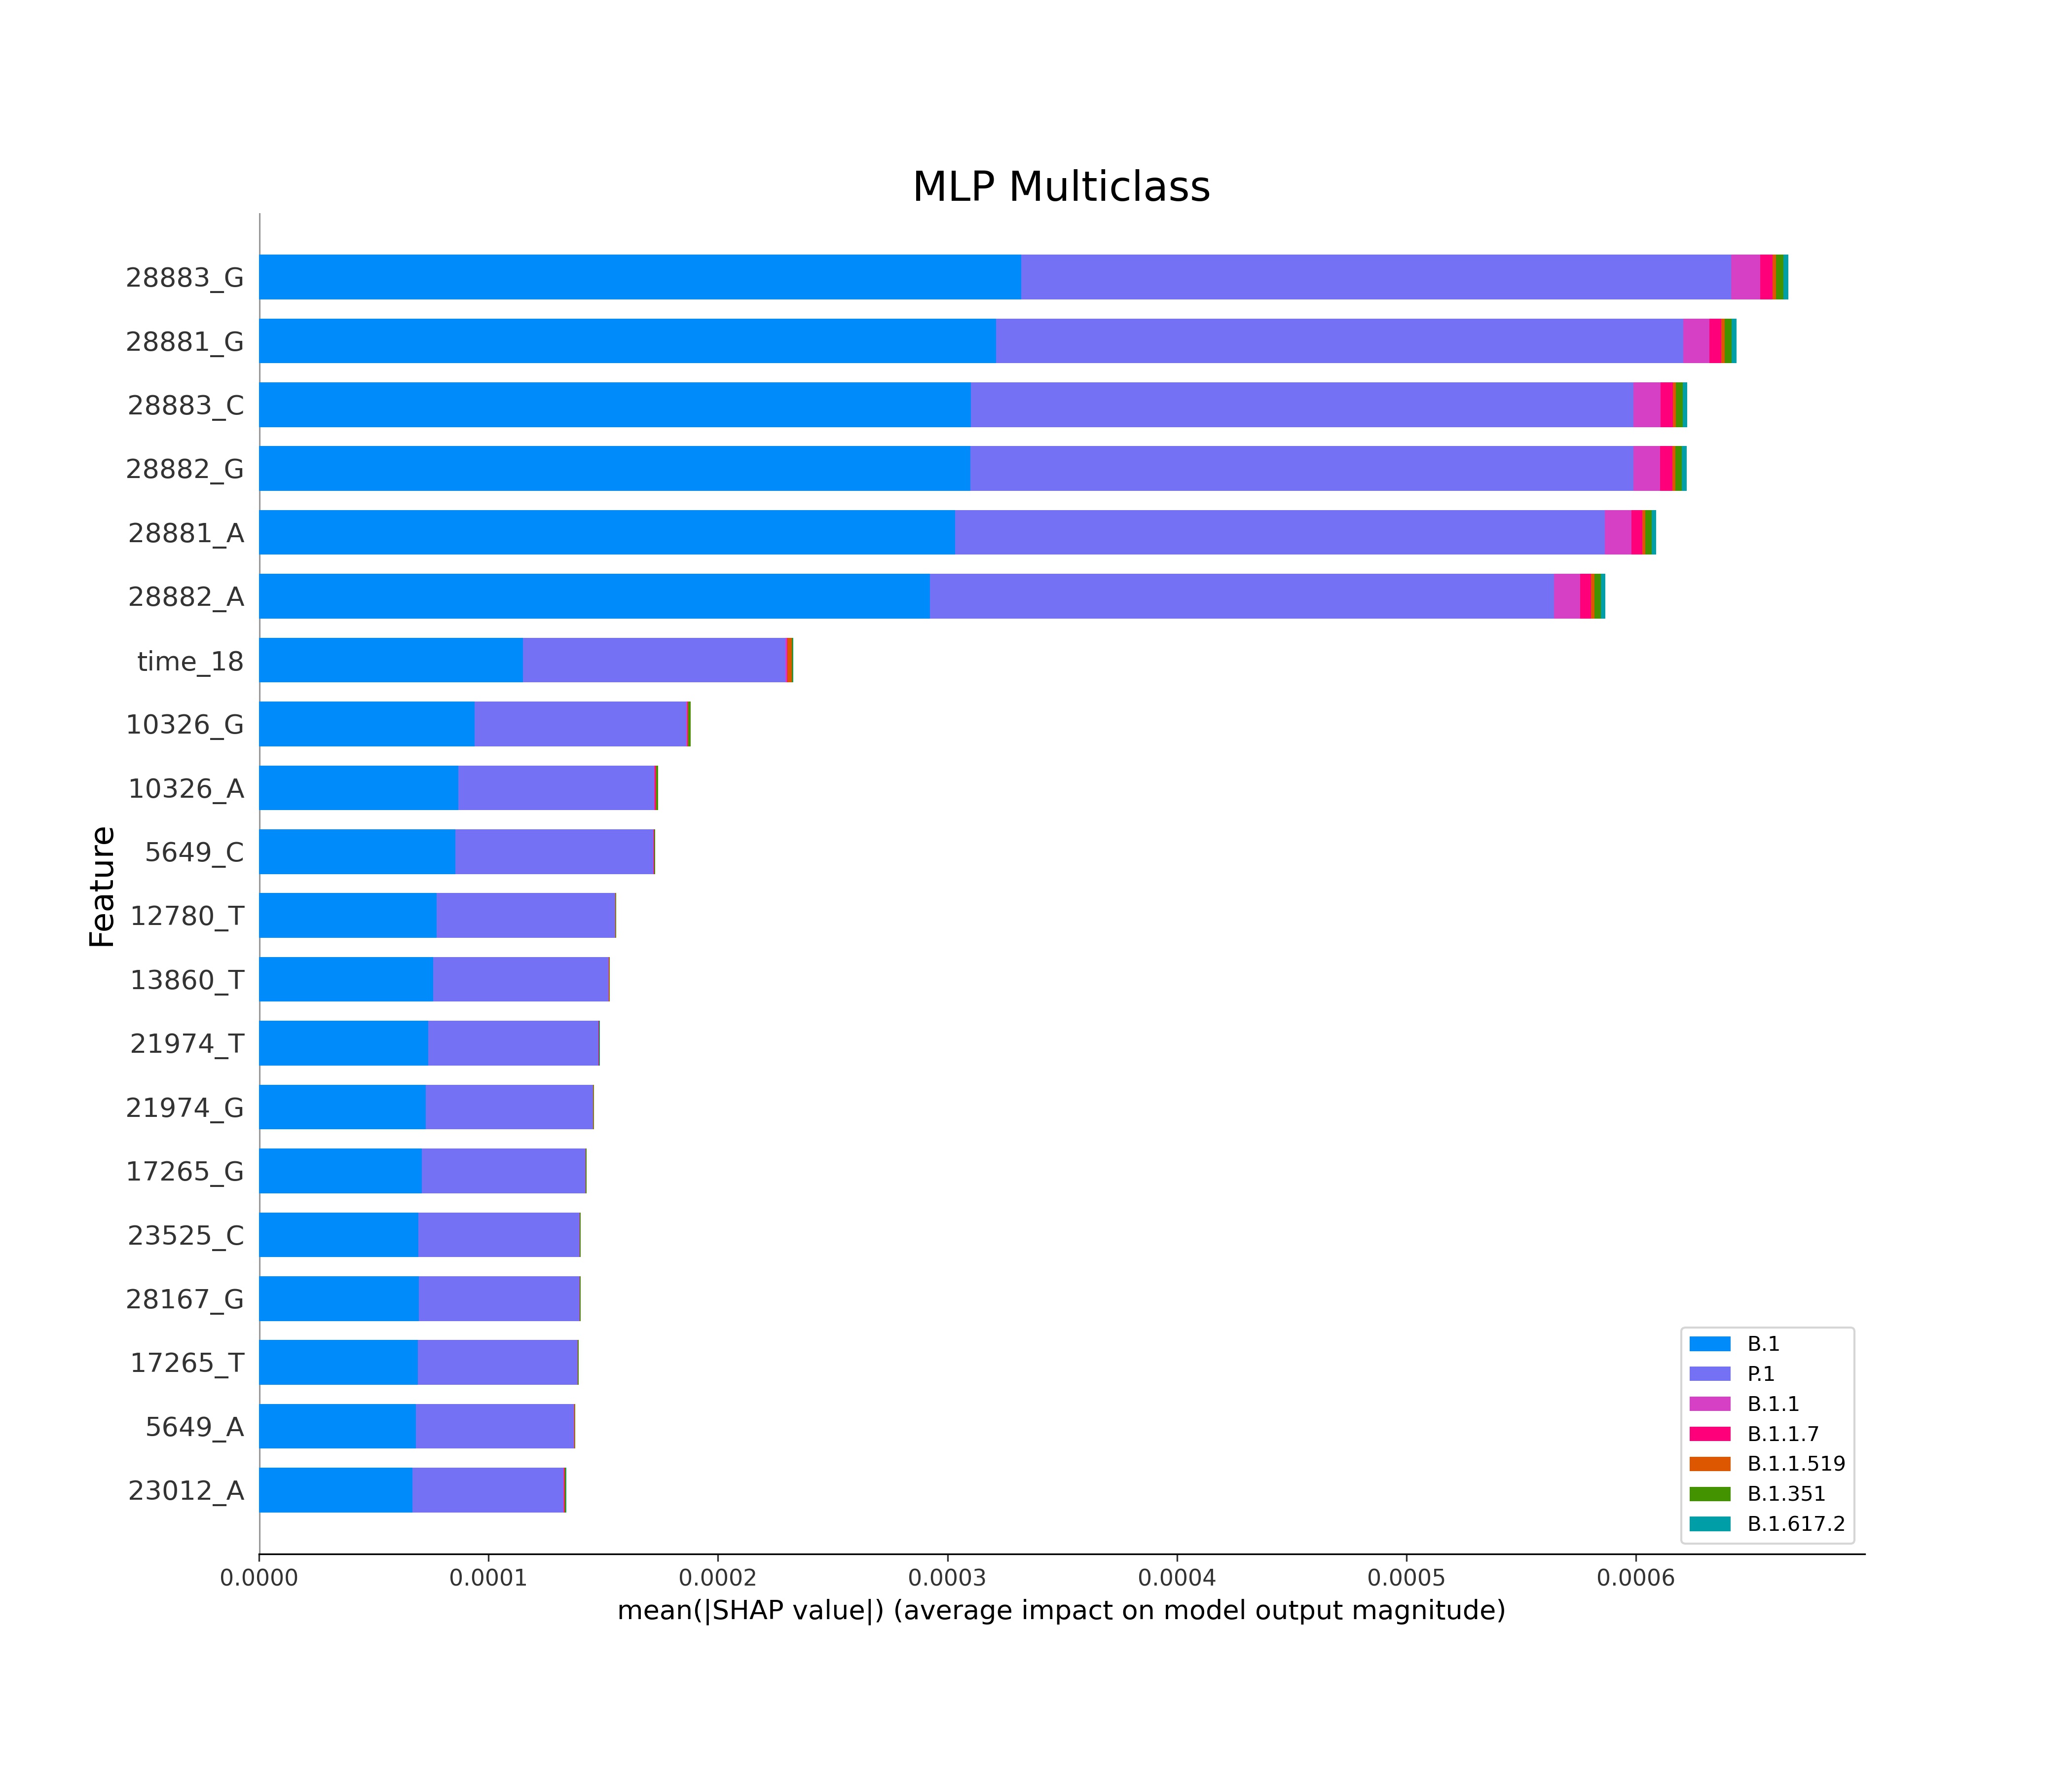 MLP Multiclass
Feature
28883_G
28881_G
28883_C
28882_G
28881_A
28882_A
time_18
10326_G
10326_A
5649_C
12780_T
13860_T
21974_T
21974_G
17265_G
23525_C
28167_G
17265_T
5649_A
23012_A
B.1
P.1
B.1.1
B.1.1.7
B.1.1.519
B.1.351
B.1.617.2
0.0000 0.0001 0.0002 0.0003 0.0004 0.0005 0.0006
mean(|SHAP value|) (average impact on model output magnitude)